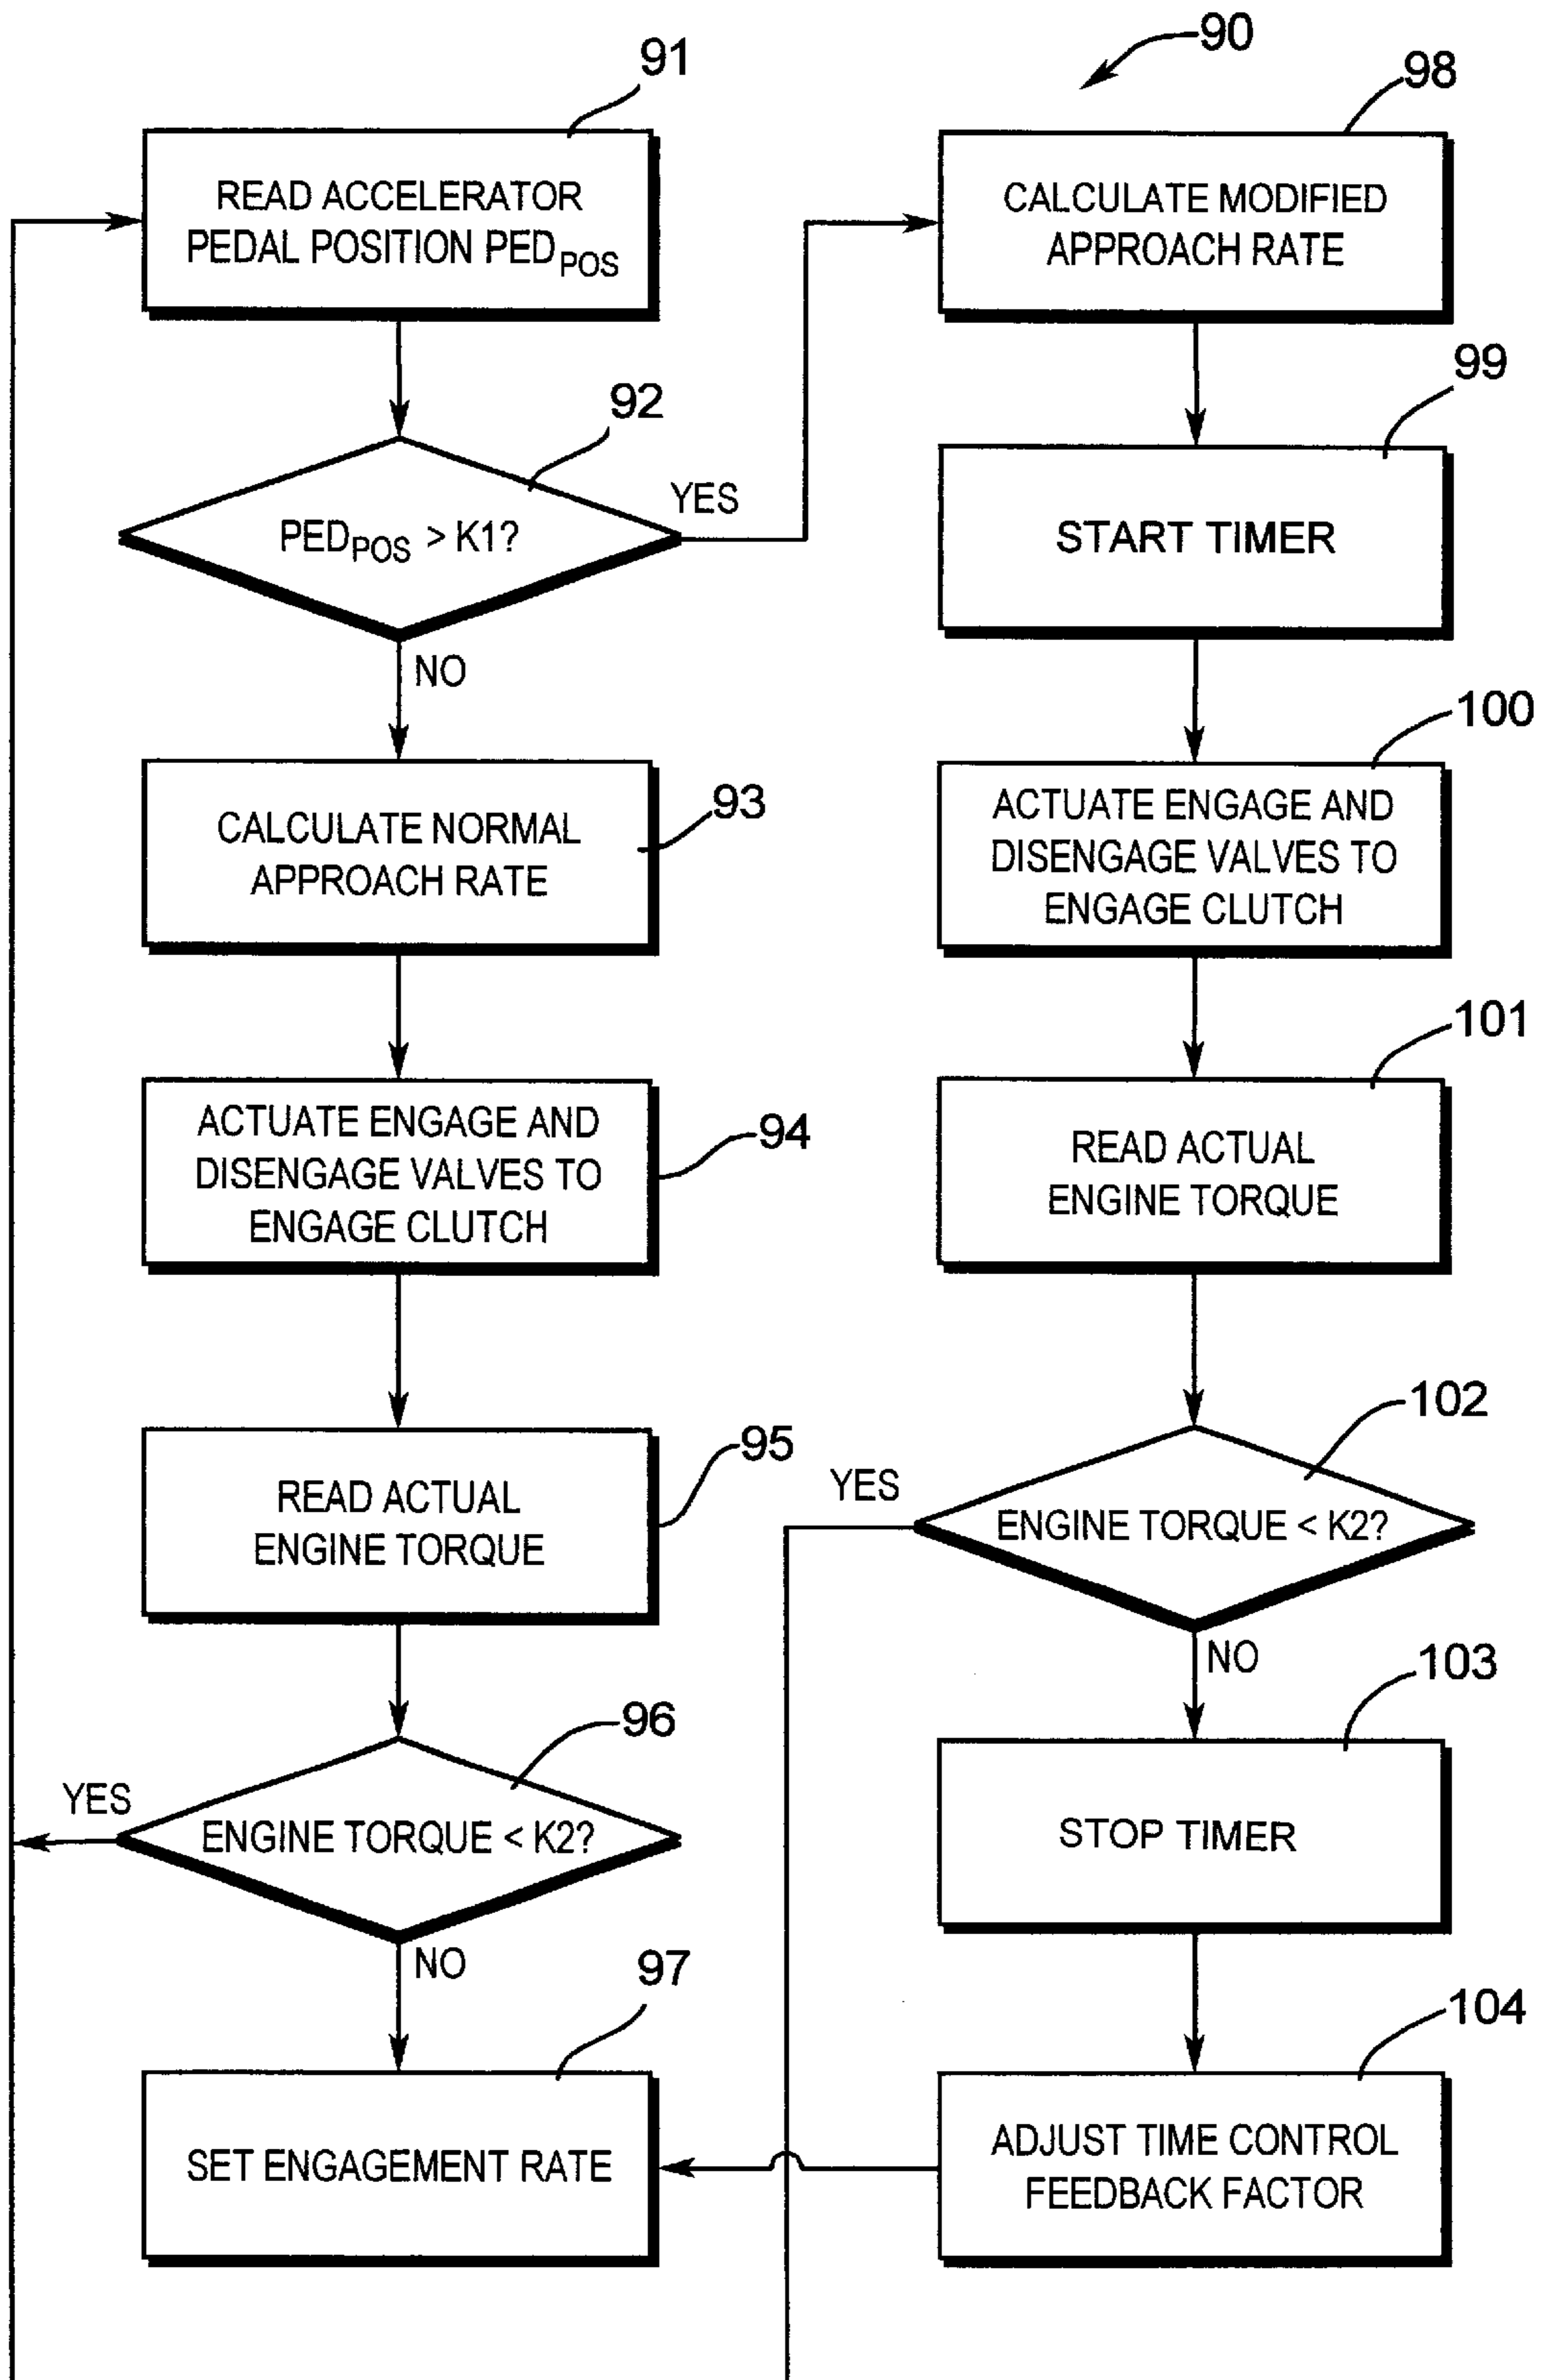 90
91
READ ACCELERATOR
PEDAL POSITION PEDPOS
92
PEDPOS > K1?
YES
NO
93
CALCULATE NORMAL
APPROACH RATE
94
ACTUATE ENGAGE AND
DISENGAGE VALVES TO
ENGAGE CLUTCH
95
READ ACTUAL
ENGINE TORQUE
96
YES
ENGINE TORQUE < K2?
NO
97
SET ENGAGEMENT RATE
98
CALCULATE MODIFIED
APPROACH RATE
99
START TIMER
100
ACTUATE ENGAGE AND
DISENGAGE VALVES TO
ENGAGE CLUTCH
101
READ ACTUAL
ENGINE TORQUE
102
YES
ENGINE TORQUE < K2?
NO
103
STOP TIMER
104
ADJUST TIME CONTROL
FEEDBACK FACTOR